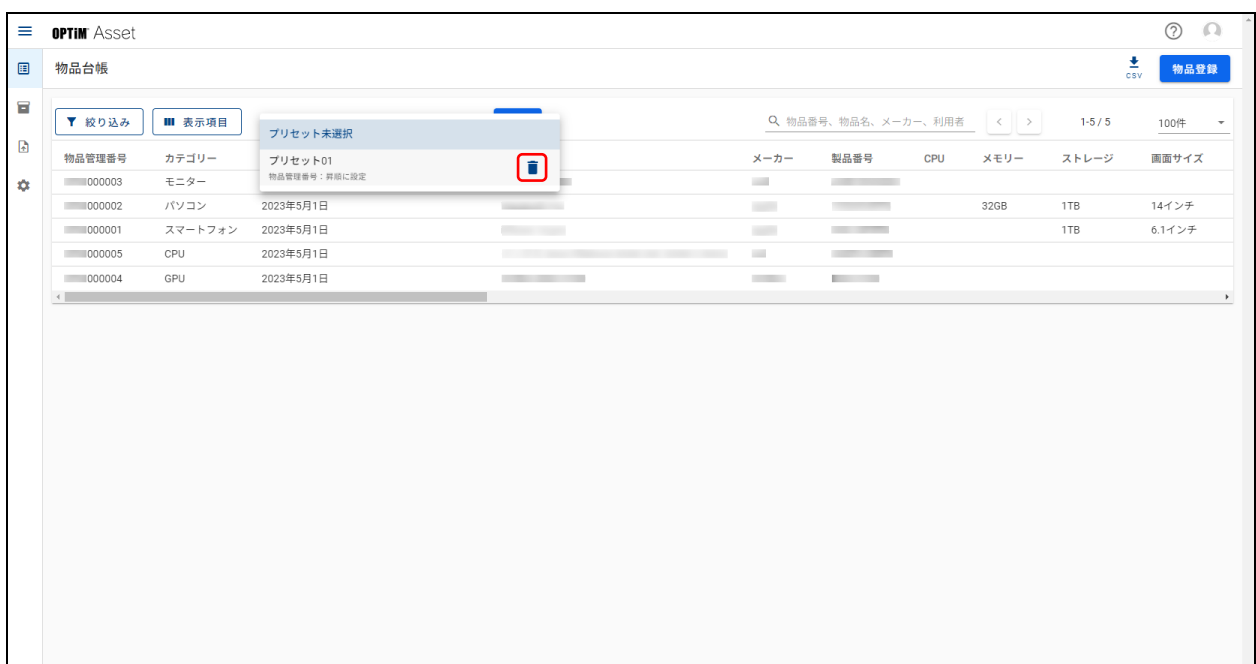 OPTiM Asset
物品台帳
CSV
物品登録
絞り込み
表示項目
プリセット未選択
プリセット01
物品管理番号：昇順に設定
物品番号、物品名、メーカー、利用者
1-5 / 5
100件
物品管理番号 カテゴリー メーカー 製品番号 CPU メモリー ストレージ 画面サイズ
000003 モニター
000002 パソコン 2023年5月1日 32GB 1TB 14インチ
000001 スマートフォン 2023年5月1日 1TB 6.1インチ
000005 CPU 2023年5月1日
000004 GPU 2023年5月1日